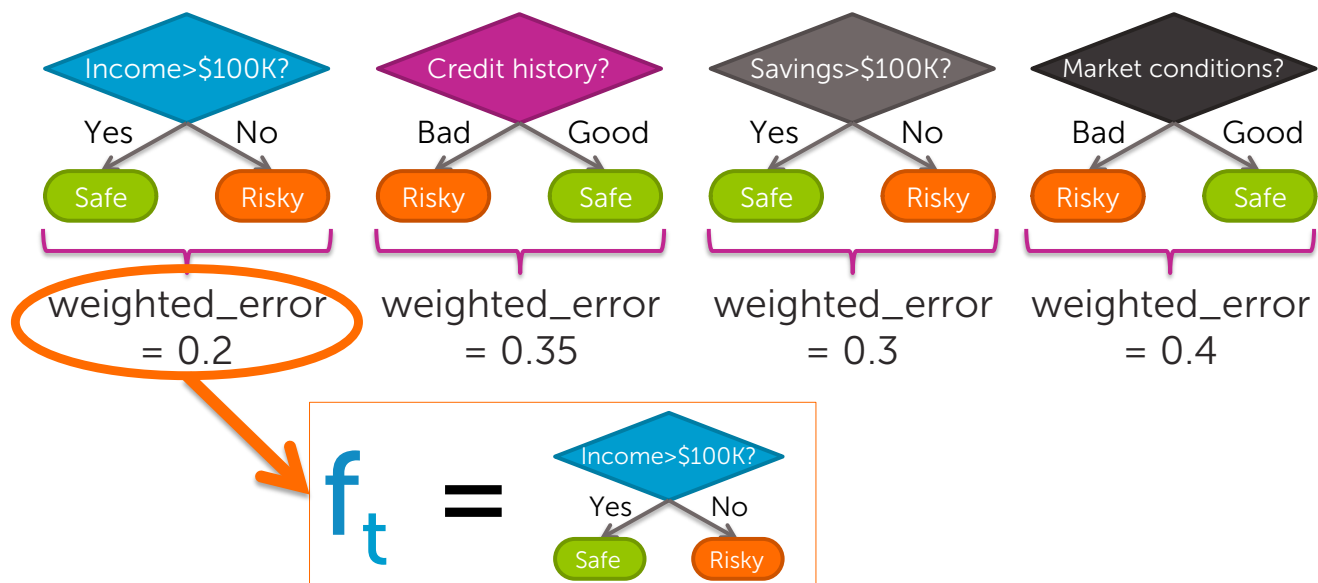 Income>$100K?
Yes No
Safe Risky
weighted_error
= 0.2
Credit history?
Bad Good
Risky Safe
weighted_error
= 0.35
Savings>$100K?
Yes No
Safe Risky
weighted_error
= 0.3
Market conditions?
Bad Good
Risky Safe
weighted_error
= 0.4
f_t =
Income>$100K?
Yes No
Safe Risky